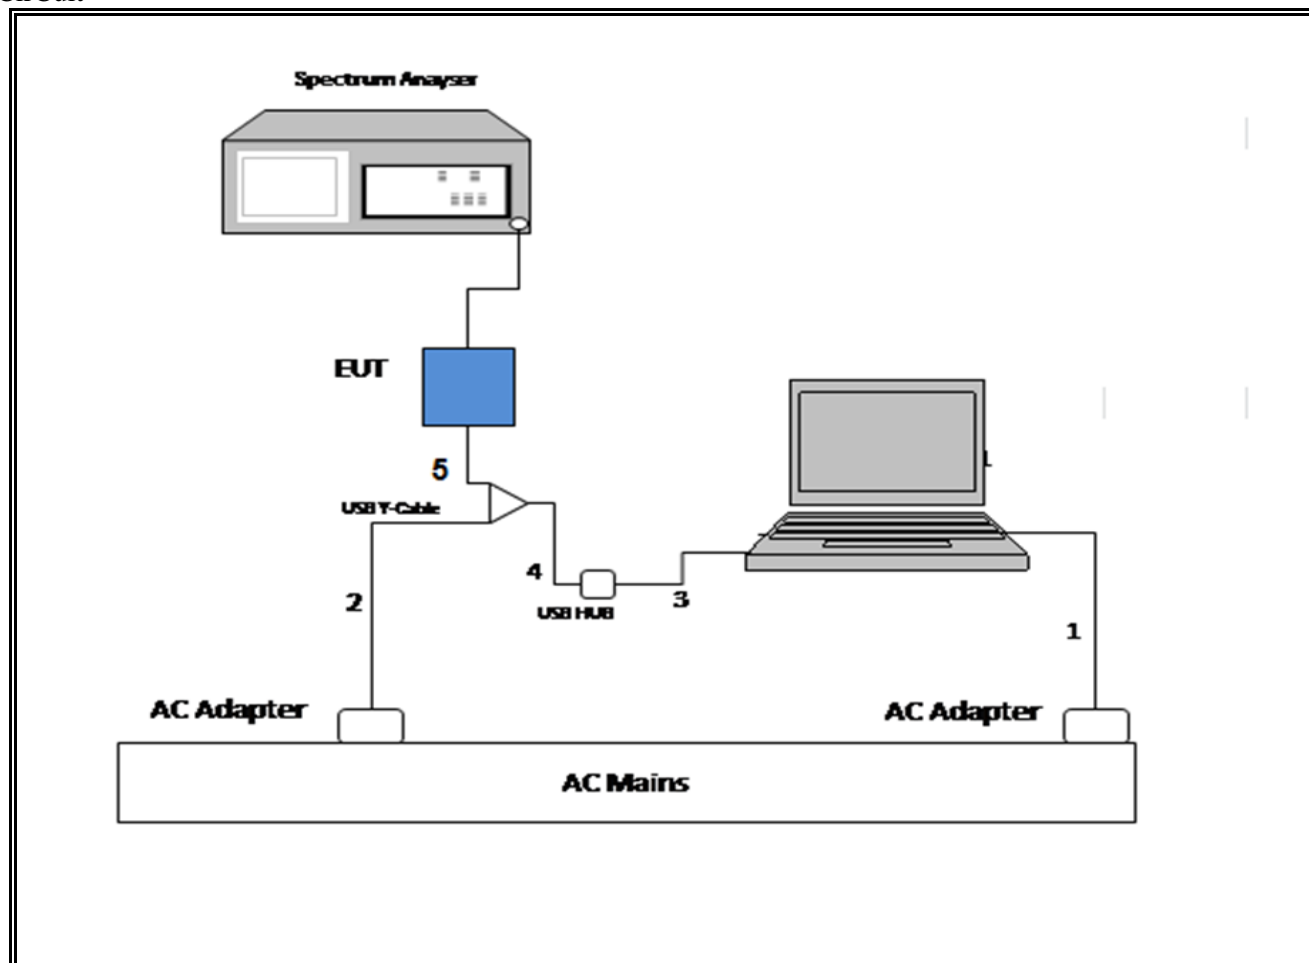 Spectrum Anayser
EUT
5
USB Y-Cable
4
USB HUB
3
2
1
AC Adapter
AC Adapter
AC Mains